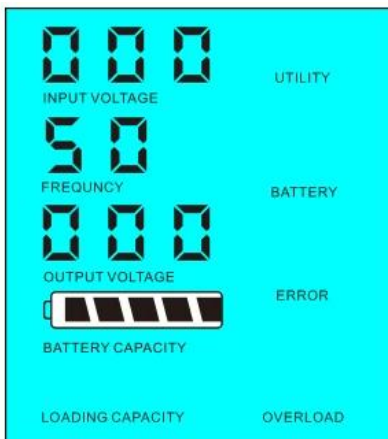 000
UTILITY
INPUT VOLTAGE
50
FREQUNCY
BATTERY
000
OUTPUT VOLTAGE
ERROR
BATTERY CAPACITY
LOADING CAPACITY OVERLOAD